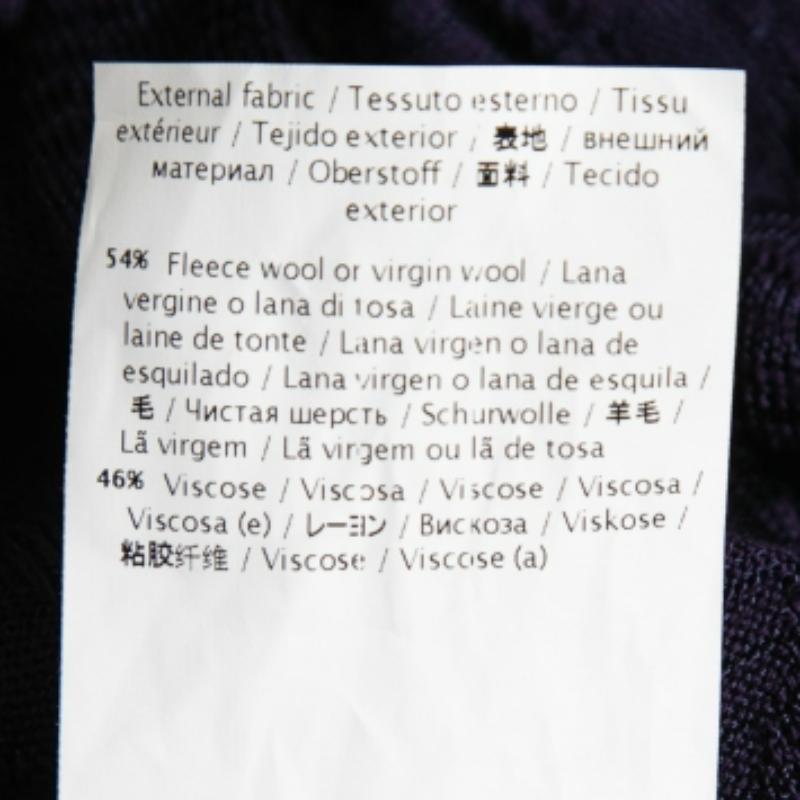 External fabric / Tessuto esterno / Tissu
extérieur / Tejido exterior / 表地 / внешний
материал / Oberstoff / 面料 / Tecido
exterior
54% Fleece wool or virgin wool / Lana
vergine o lana di tosa / Laine vierge ou
laine de tonte / Lana virgen o lana de
esquilado / Lana virgen o lana de esquila /
毛 / Чистая шерсть / Schurwolle / 羊毛 /
Lã virgem / Lã virgem ou lã de tosa
46% Viscose / Viscosa / Viscose / Viscosa /
Viscosa (e) / レーヨン / Вискоза / Viskose /
粘胶纤维 / Viscose / Viscose (a)